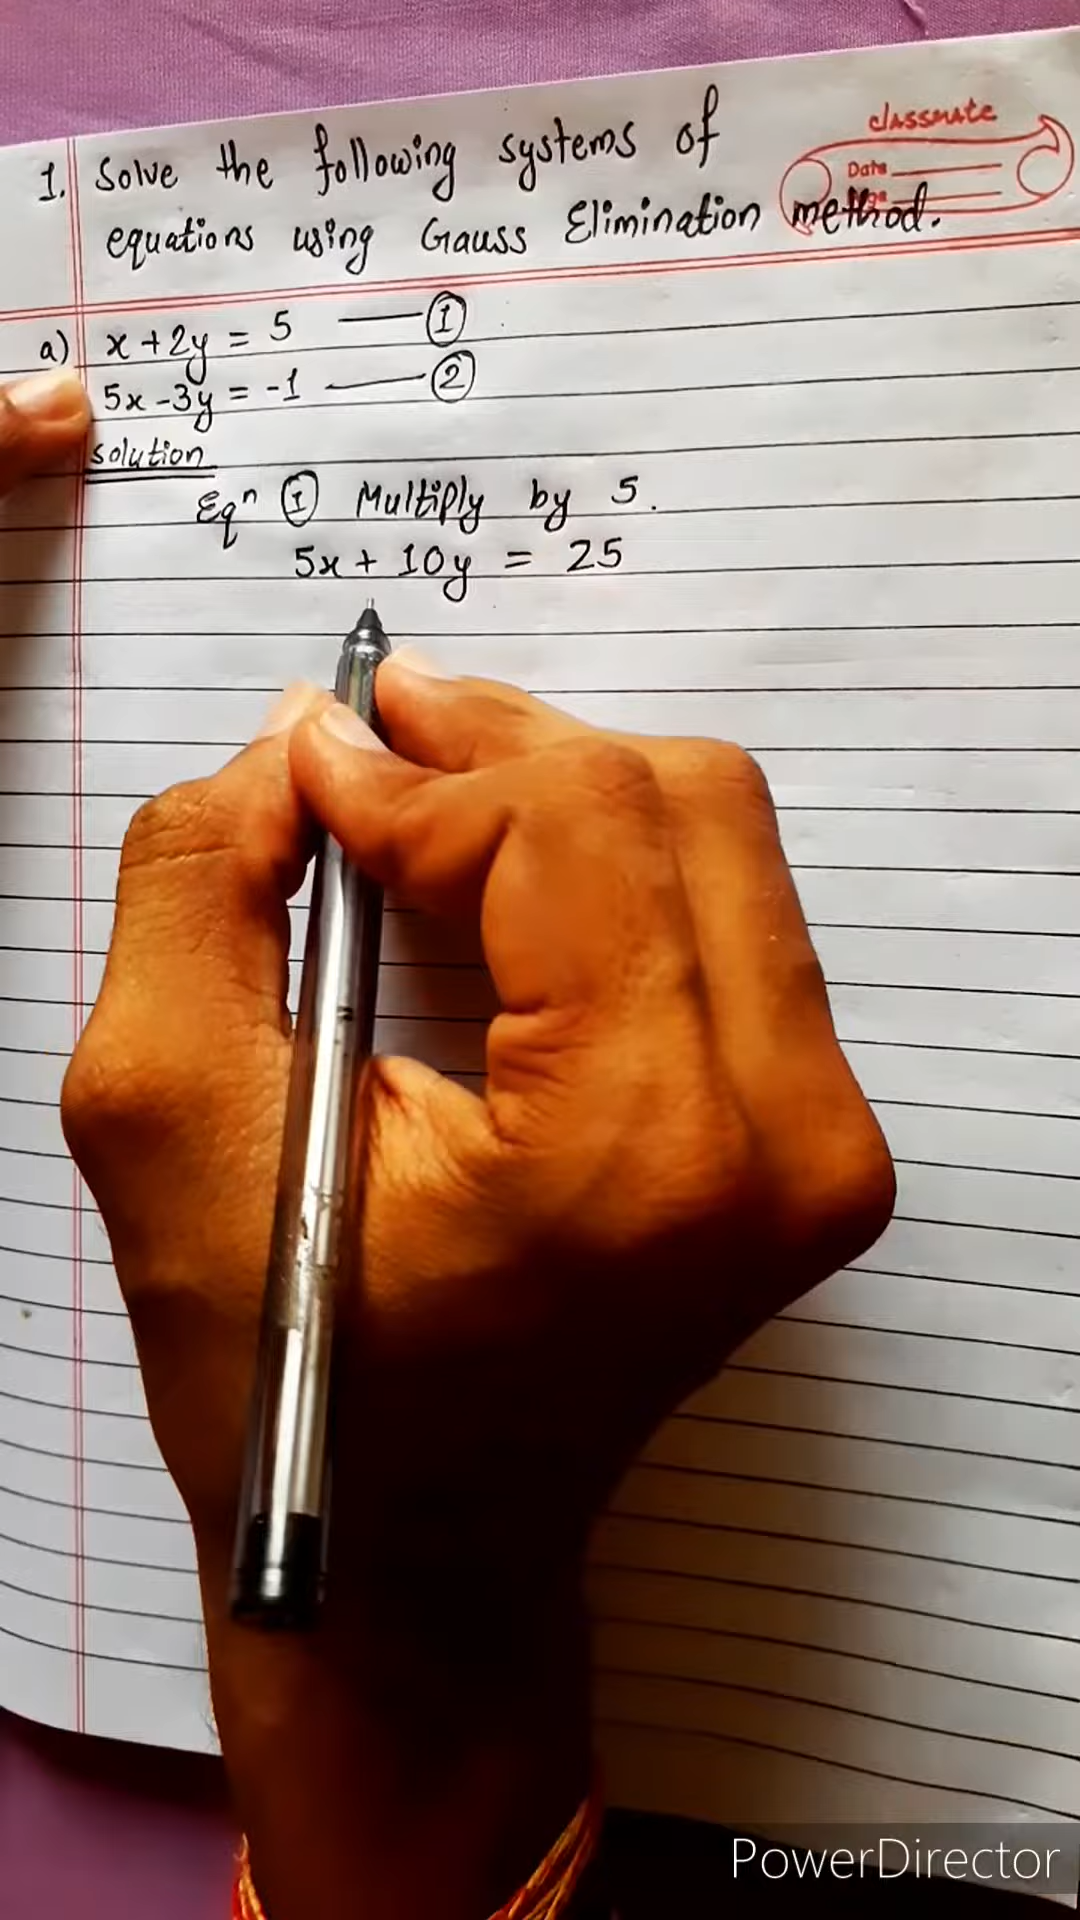 classmate
Date
1. Solve the following systems of
equations using Gauss Elimination method.
a) x + 2y = 5 —— ①
5x - 3y = -1 —— ②
solution
Eqⁿ ① Multiply by 5.
5x + 10y = 25
PowerDirector